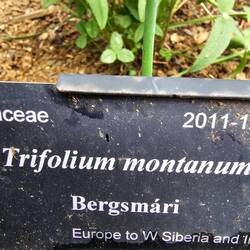 aceae 2011-1
Trifolium montanum
Bergsmári
Europe to W Siberia and I